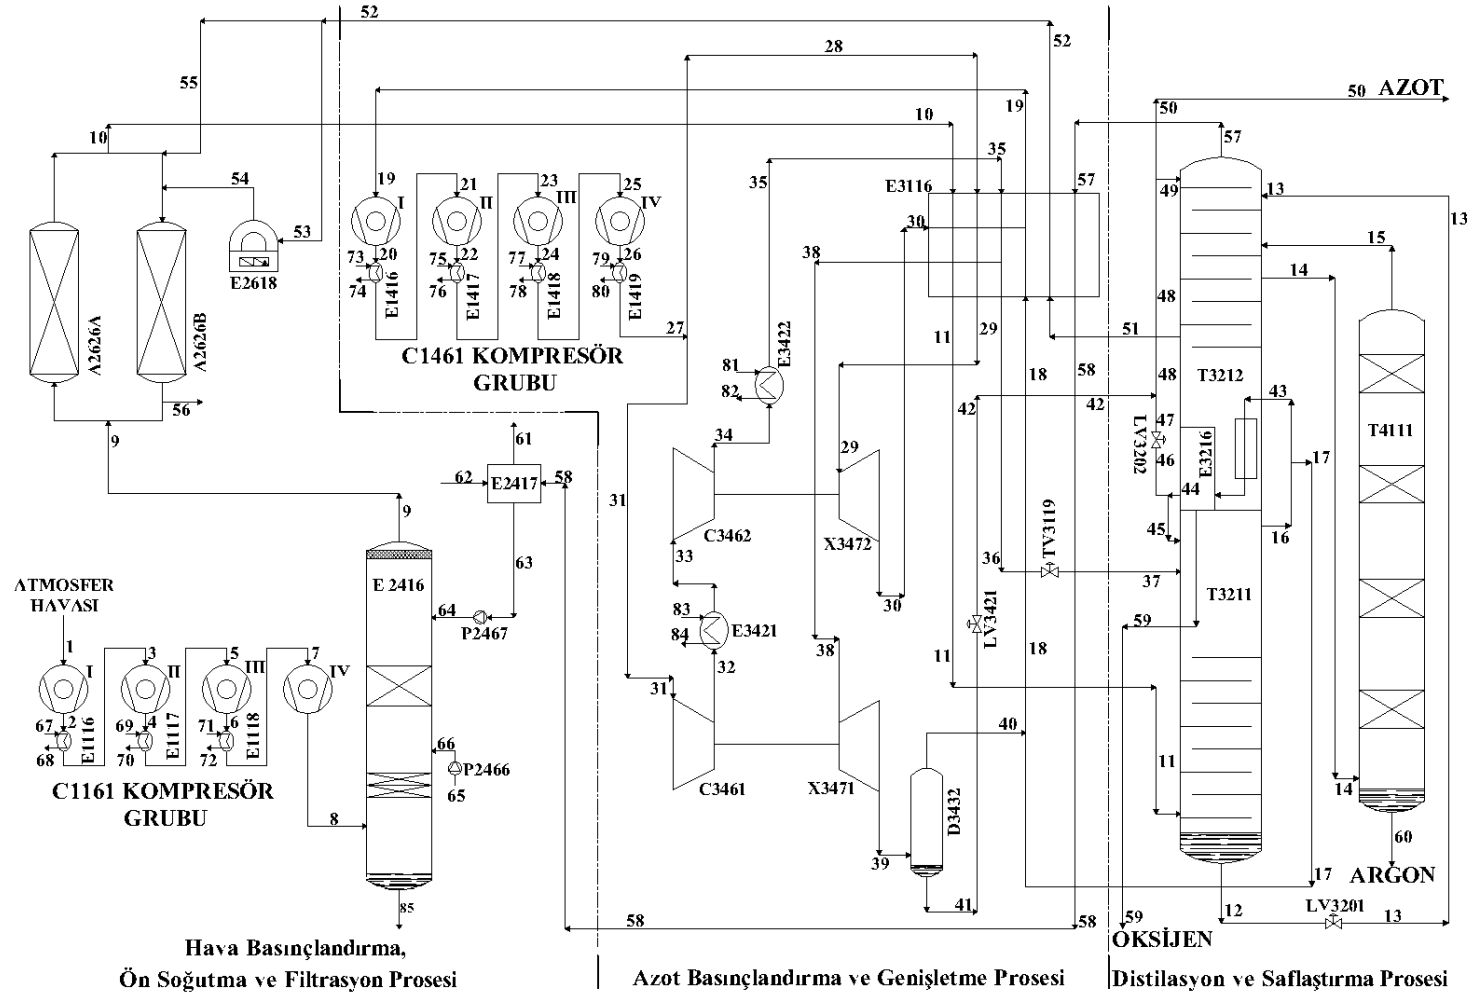 52
28
52
50 AZOT
55
10
10
19
50
57
54
19
21
23
25
35
35
57
49
13
13
I
II
III
IV
E3116
53
30
15
20
22
24
26
38
14
73
75
77
79
74
76
78
80
E2618
E1416
E1417
E1418
E1419
48
A2626A
A2626B
27
11
29
51
C1461 KOMPRESÖR
GRUBU
E3422
81
82
18
58
48
T3212
56
42
42
43
47
T4111
9
61
34
29
LV3202
46
E3216
17
62
E2417
58
44
31
C3462
X3472
TV3119
45
16
9
33
36
37
63
E 2416
ATMOSFER
HAVASI
64
P2467
83
84
E3421
30
LV3421
T3211
59
1
3
5
7
38
18
I
II
III
IV
32
11
31
67
2
69
4
71
6
68
70
72
E1116
E1117
E1118
66
P2466
65
40
11
C1161 KOMPRESÖR
GRUBU
C3461
X3471
D3432
14
8
39
60
ARGON
17
85
41
12
LV3201
13
58
58
59
OKSİJEN
Hava Basınçlandırma,
Ön Soğutma ve Filtrasyon Prosesi
Azot Basınçlandırma ve Genişletme Prosesi
Distilasyon ve Saflaştırma Prosesi